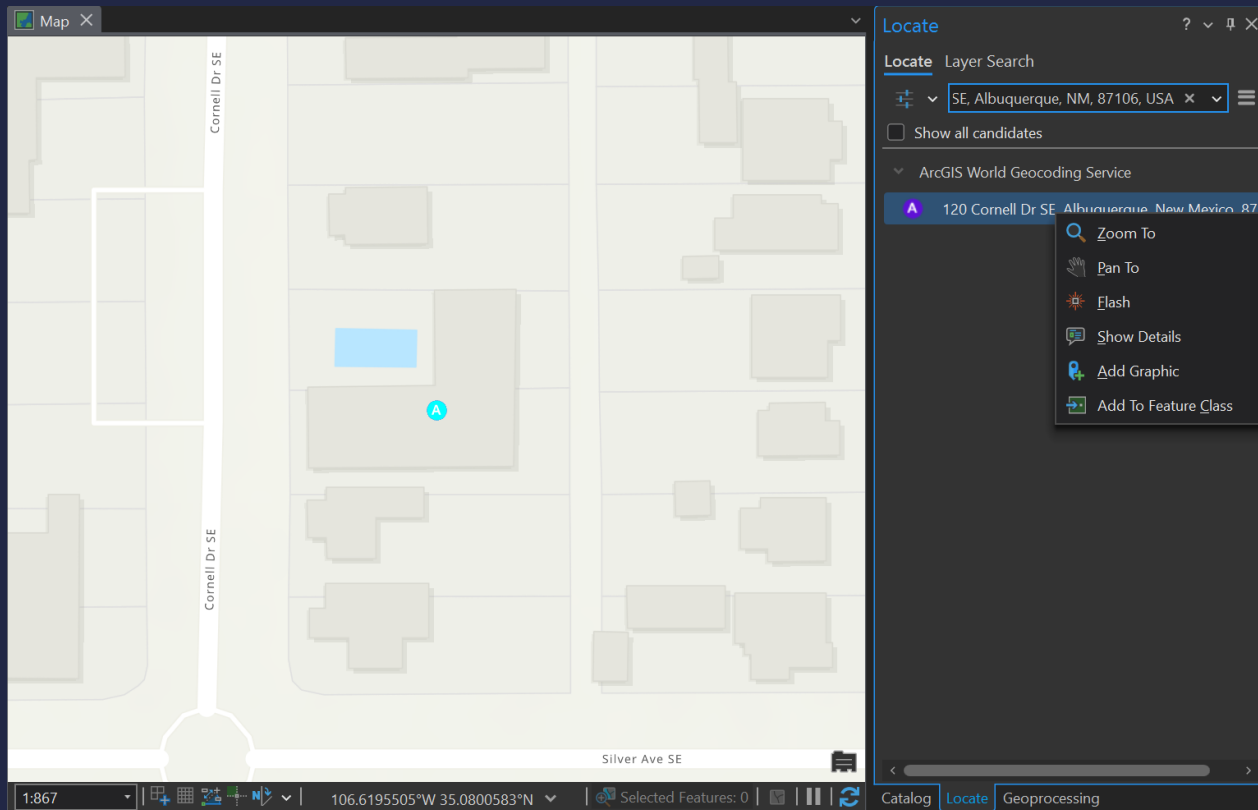 Map
Locate
?
Locate Layer Search
SE, Albuquerque, NM, 87106, USA
Show all candidates
ArcGIS World Geocoding Service
A 120 Cornell Dr SE, Albuquerque, New Mexico, 87
Zoom To
Pan To
Flash
Show Details
Add Graphic
Add To Feature Class
Cornell Dr SE
A
Cornell Dr SE
Silver Ave SE
1:867
N
106.6195505°W 35.0800583°N
Selected Features: 0
Catalog Locate Geoprocessing